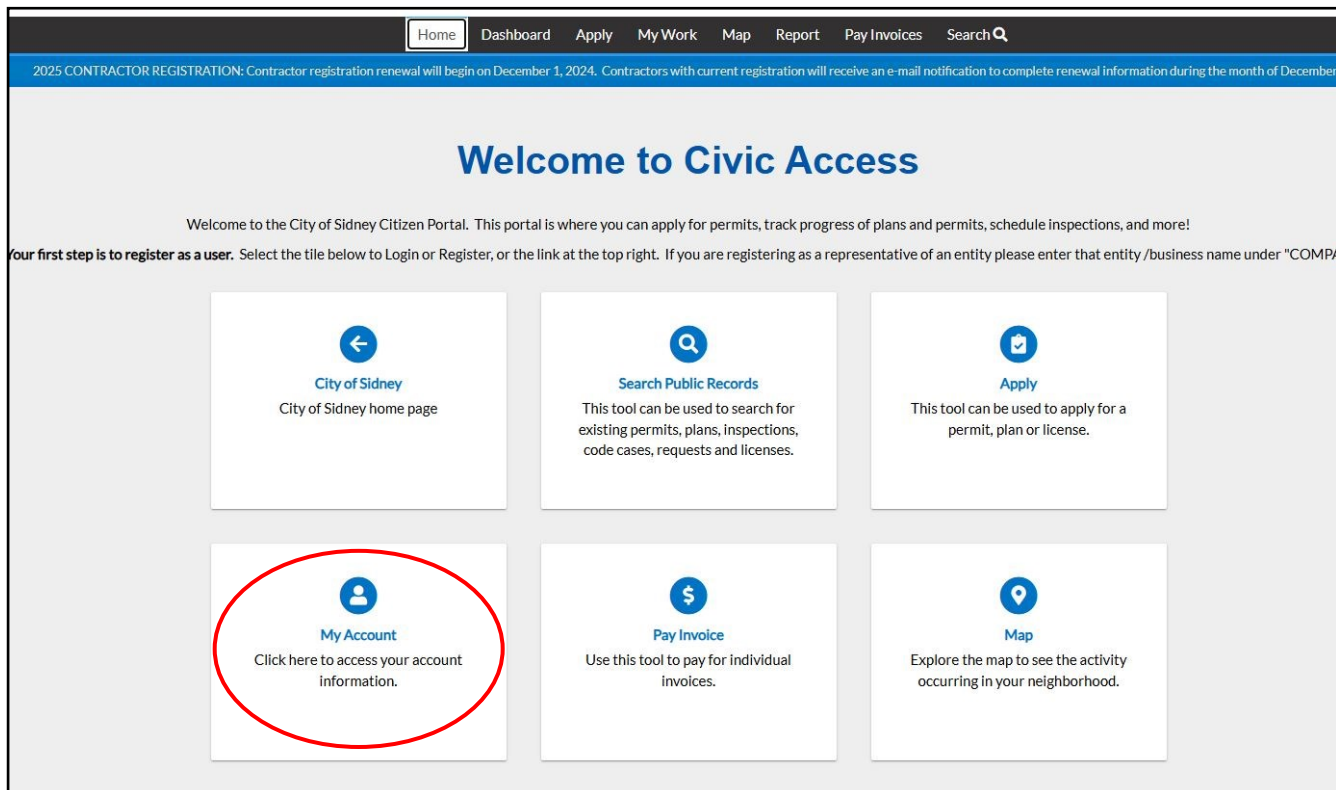 Home Dashboard Apply My Work Map Report Pay Invoices Search
2025 CONTRACTOR REGISTRATION: Contractor registration renewal will begin on December 1, 2024. Contractors with current registration will receive an e-mail notification to complete renewal information during the month of December
Welcome to Civic Access
Welcome to the City of Sidney Citizen Portal. This portal is where you can apply for permits, track progress of plans and permits, schedule inspections, and more!
Your first step is to register as a user. Select the tile below to Login or Register, or the link at the top right. If you are registering as a representative of an entity please enter that entity /business name under "COMPA
City of Sidney
City of Sidney home page
Search Public Records
This tool can be used to search for
existing permits, plans, inspections,
code cases, requests and licenses.
Apply
This tool can be used to apply for a
permit, plan or license.
My Account
Click here to access your account
information.
Pay Invoice
Use this tool to pay for individual
invoices.
Map
Explore the map to see the activity
occurring in your neighborhood.